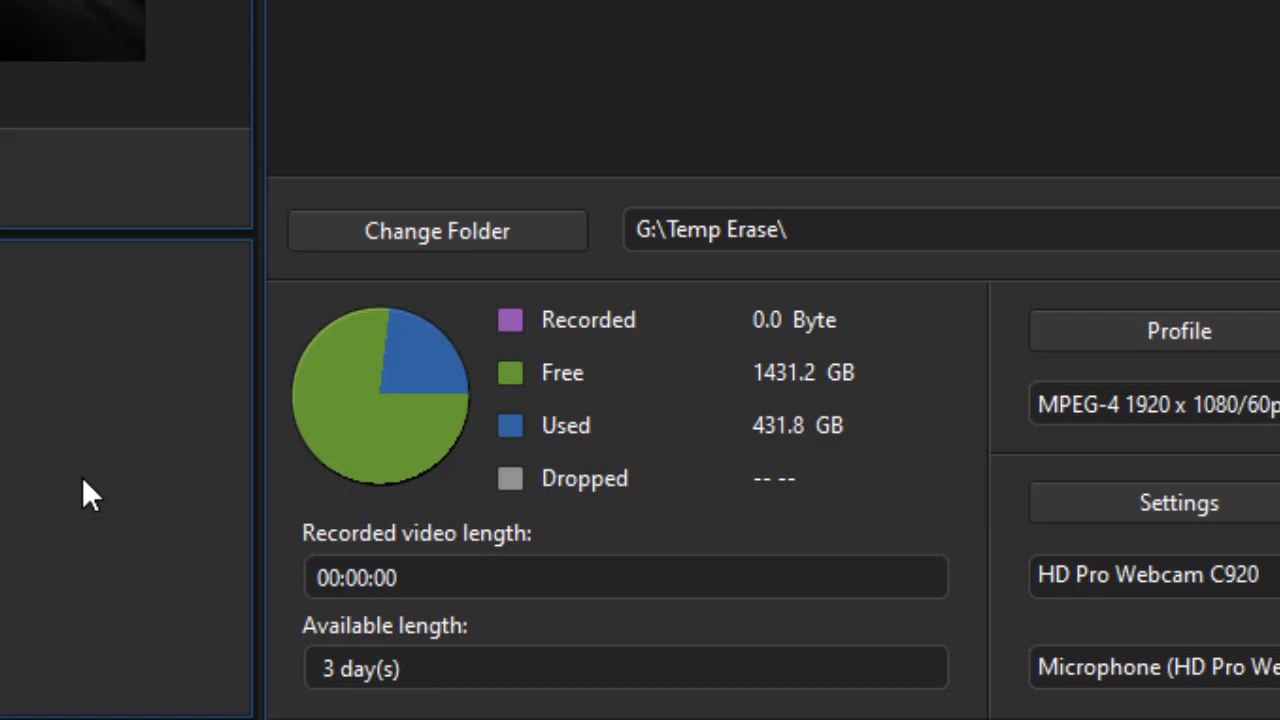 Change Folder
G:\Temp Erase\
Recorded 0.0 Byte
Free 1431.2 GB
Used 431.8 GB
Dropped -- --
Recorded video length:
00:00:00
Available length:
3 day(s)
Profile
MPEG-4 1920 x 1080/60p
Settings
HD Pro Webcam C920
Microphone (HD Pro We